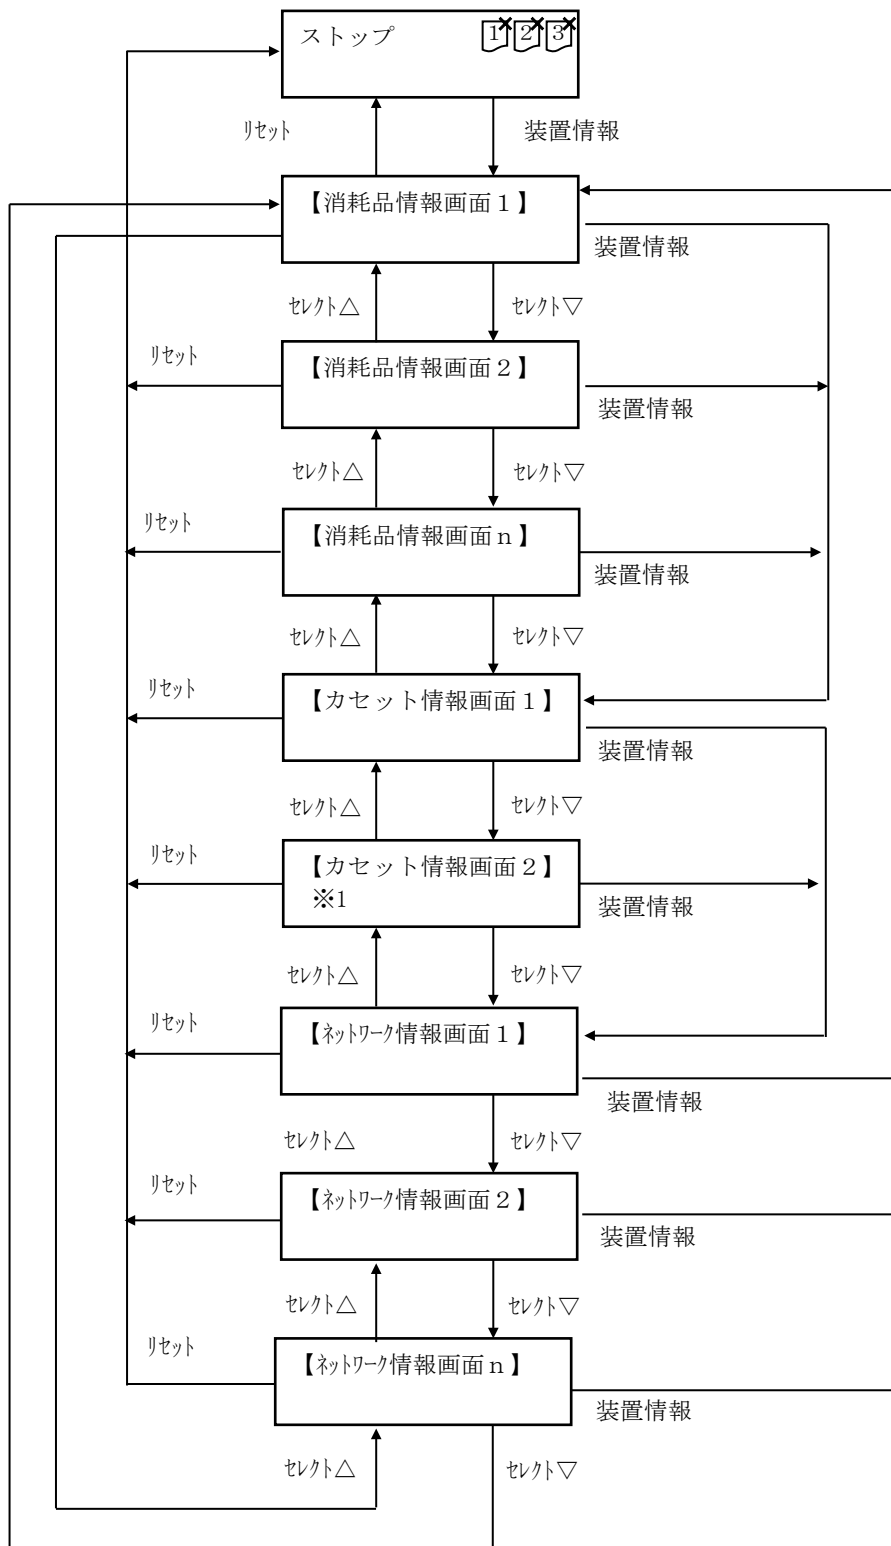 ストップ 1 2 3
リセット 装置情報
【消耗品情報画面1】
装置情報
セレクト△ セレクト▽
リセット 【消耗品情報画面2】
装置情報
セレクト△ セレクト▽
リセット 【消耗品情報画面n】
装置情報
セレクト△ セレクト▽
リセット 【カセット情報画面1】
装置情報
セレクト△ セレクト▽
リセット 【カセット情報画面2】
※1 装置情報
セレクト△ セレクト▽
リセット 【ネットワーク情報画面1】
装置情報
セレクト△ セレクト▽
リセット 【ネットワーク情報画面2】
装置情報
セレクト△ セレクト▽
リセット 【ネットワーク情報画面n】
装置情報
セレクト△ セレクト▽